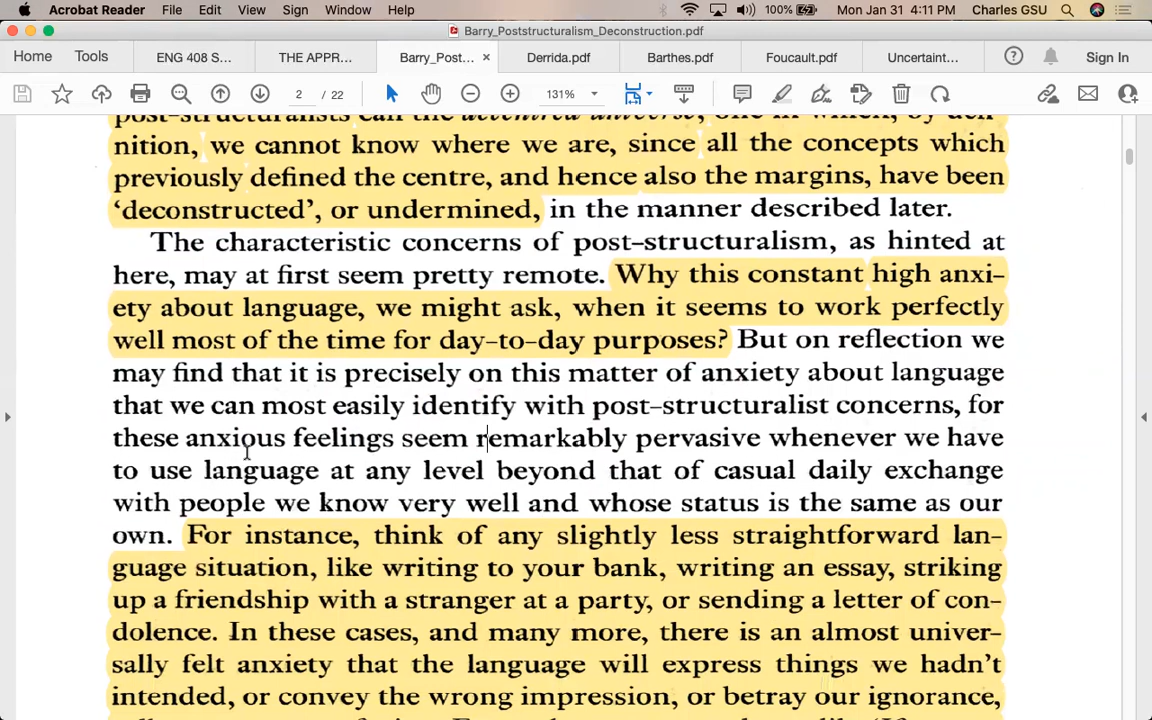 Acrobat Reader File Edit View Sign Window Help 100% Mon Jan 31 4:11 PM Charles GSU
Barry_Poststructuralism_Deconstruction.pdf
Home Tools ENG 408 S... THE APPR... Barry_Post... × Derrida.pdf Barthes.pdf Foucault.pdf Uncertaint... Sign In
2 / 22 131%
post-structuralists call the decentred universe, one in which, by defi-
nition, we cannot know where we are, since all the concepts which
previously defined the centre, and hence also the margins, have been
‘deconstructed’, or undermined, in the manner described later.
The characteristic concerns of post-structuralism, as hinted at
here, may at first seem pretty remote. Why this constant high anxi-
ety about language, we might ask, when it seems to work perfectly
well most of the time for day-to-day purposes? But on reflection we
may find that it is precisely on this matter of anxiety about language
that we can most easily identify with post-structuralist concerns, for
these anxious feelings seem remarkably pervasive whenever we have
to use language at any level beyond that of casual daily exchange
with people we know very well and whose status is the same as our
own. For instance, think of any slightly less straightforward lan-
guage situation, like writing to your bank, writing an essay, striking
up a friendship with a stranger at a party, or sending a letter of con-
dolence. In these cases, and many more, there is an almost univer-
sally felt anxiety that the language will express things we hadn't
intended, or convey the wrong impression, or betray our ignorance,